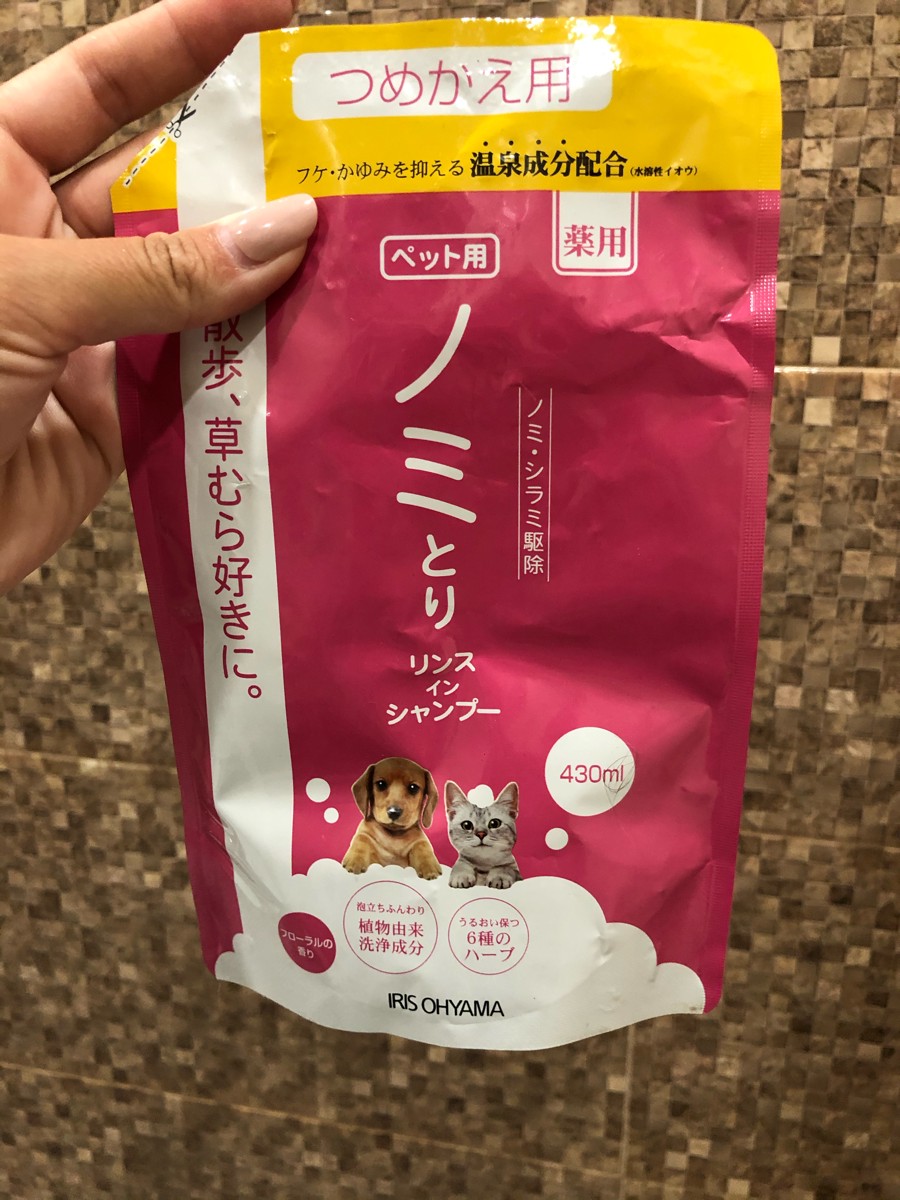 つめかえ用
フケ・かゆみを抑える 温泉成分配合(水溶性イオウ)
薬用
ペット用
ノミとり
ノミ・シラミ駆除
リンス
イン
シャンプー
散歩、草むら好きに。
430ml
泡立ちふんわり
植物由来
洗浄成分
うるおい保つ
6種の
ハーブ
フローラルの
香り
IRIS OHYAMA